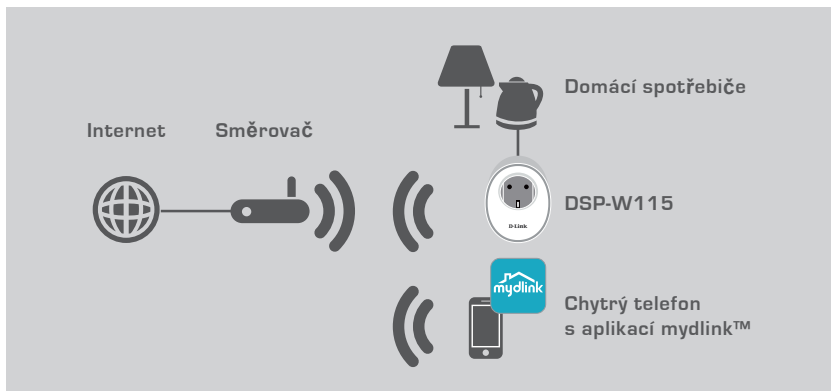 Domácí spotřebiče
Internet
Směrovač
DSP-W115
D-Link
mydlink
Chytrý telefon
s aplikací mydlink™